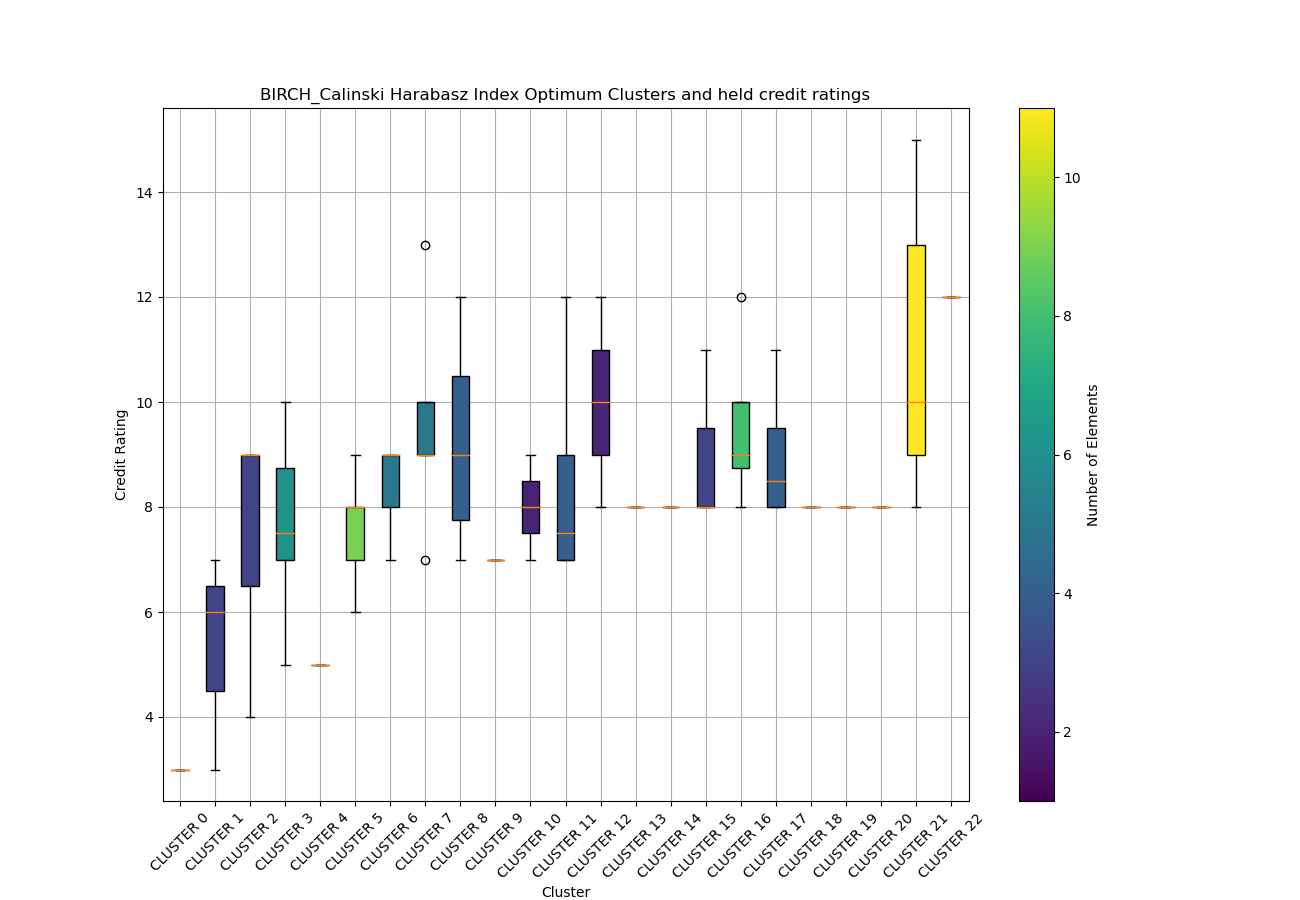 BIRCH_Calinski Harabasz Index Optimum Clusters and held credit ratings
14
12
10
8
6
4
Credit Rating
CLUSTER 0
CLUSTER 1
CLUSTER 2
CLUSTER 3
CLUSTER 4
CLUSTER 5
CLUSTER 6
CLUSTER 7
CLUSTER 8
CLUSTER 9
CLUSTER 10
CLUSTER 11
CLUSTER 12
CLUSTER 13
CLUSTER 14
CLUSTER 15
CLUSTER 16
CLUSTER 17
CLUSTER 18
CLUSTER 19
CLUSTER 20
CLUSTER 21
CLUSTER 22
Cluster
10
8
6
4
2
Number of Elements